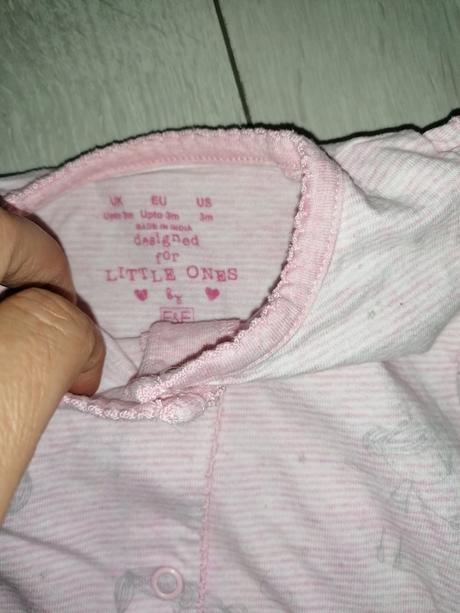 UK EU US
Upto 3m Upto 3m 3m
MADE IN INDIA
designed
for
LITTLE ONES
by
F&F